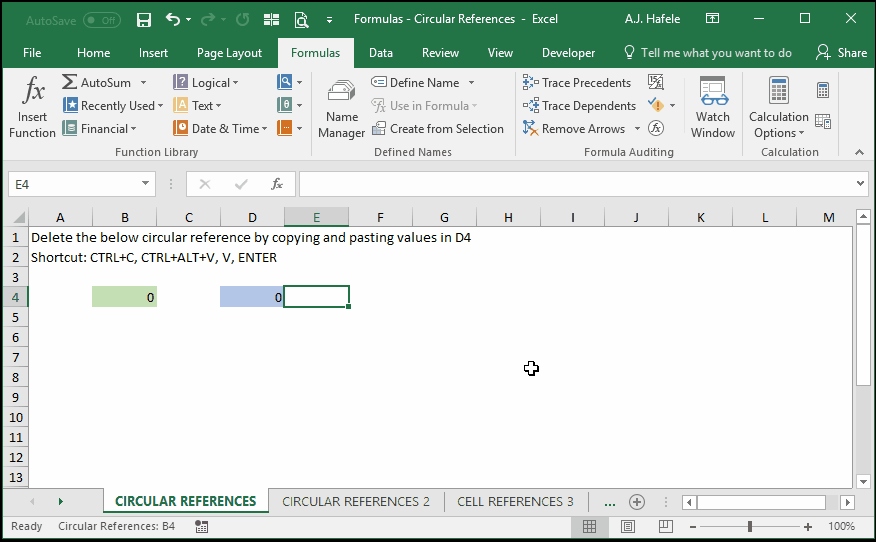 AutoSave Off Formulas - Circular References - Excel A.J. Hafele
File Home Insert Page Layout Formulas Data Review View Developer Tell me what you want to do Share
fx Σ AutoSum ? Logical Define Name Trace Precedents
Insert Function Recently Used A Text θ Name Manager Use in Formula Trace Dependents Watch Window Calculation Options
Financial Date & Time Create from Selection Remove Arrows fx
Function Library Defined Names Formula Auditing Calculation
E4 fx
A B C D E F G H I J K L M
1 Delete the below circular reference by copying and pasting values in D4
2 Shortcut: CTRL+C, CTRL+ALT+V, V, ENTER
3
4 0 0
5
6
7
8
9
10
11
12
13
CIRCULAR REFERENCES CIRCULAR REFERENCES 2 CELL REFERENCES 3 ...
Ready Circular References: B4 100%